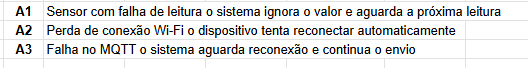 A1 Sensor com falha de leitura o sistema ignora o valor e aguarda a próxima leitura
A2 Perda de conexão Wi-Fi o dispositivo tenta reconectar automaticamente
A3 Falha no MQTT o sistema aguarda reconexão e continua o envio